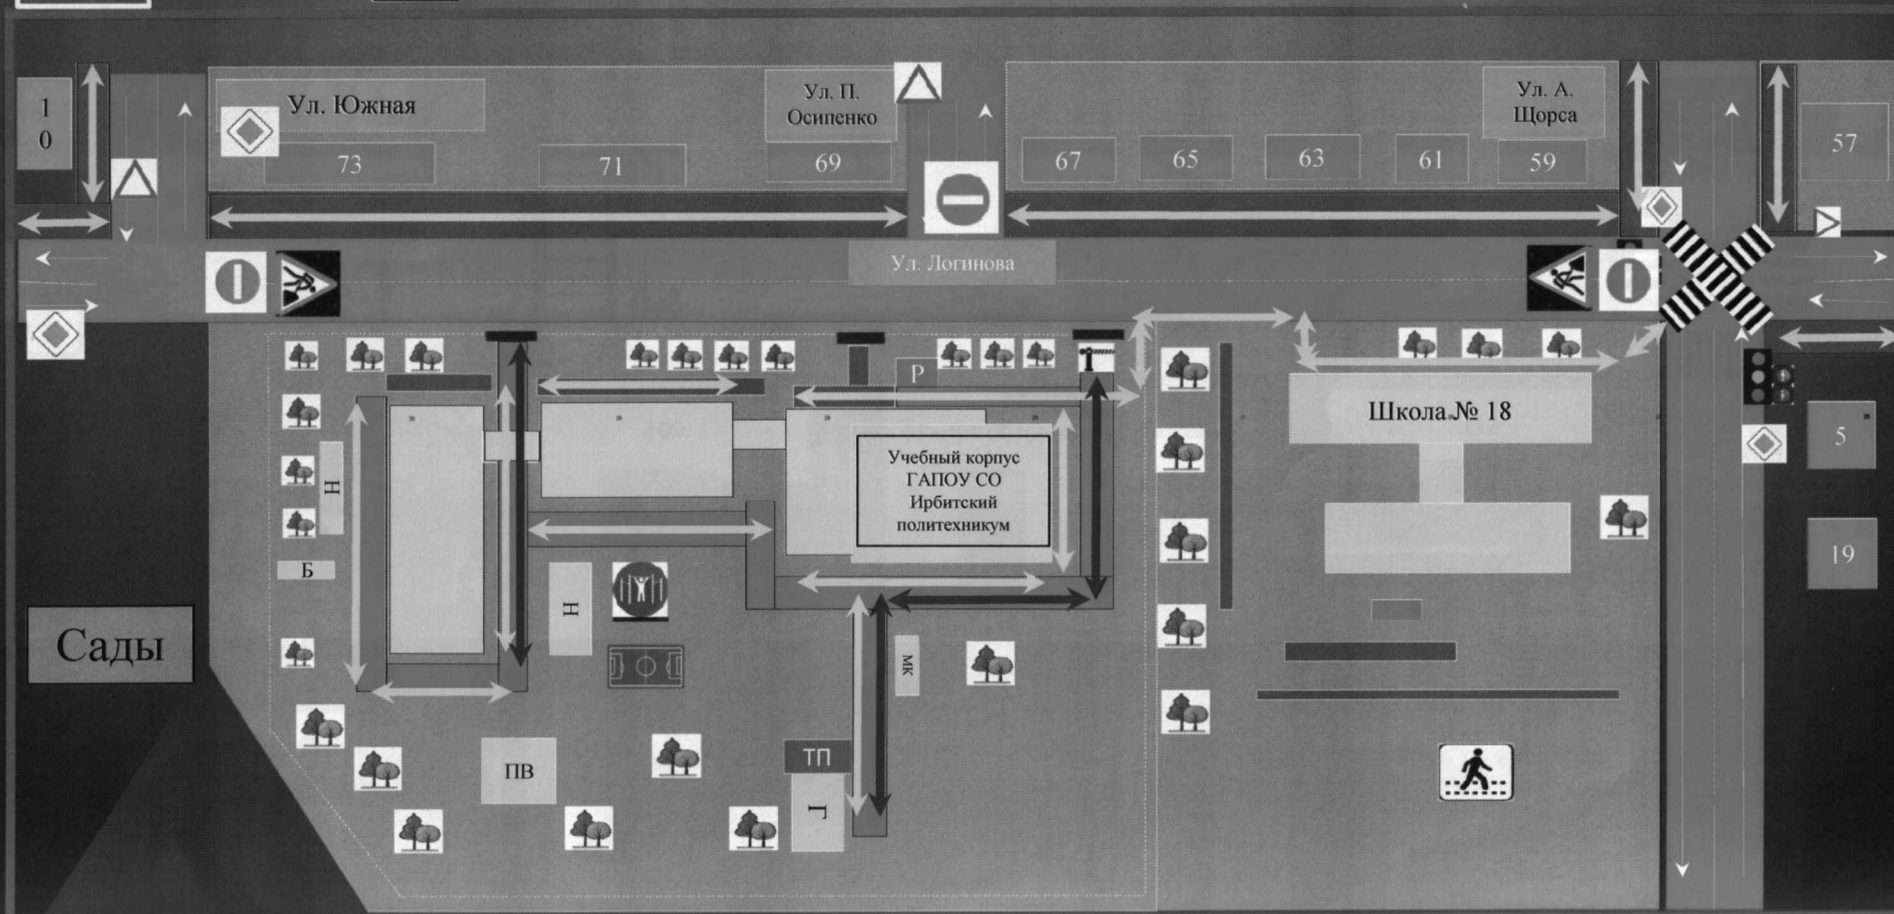 1
0
Ул. Южная
Ул. П.
Осипенко
Ул. А.
Щорса
73
71
69
67
65
63
61
59
57
Ул. Логинова
Р
Школа № 18
Учебный корпус
ГАПОУ СО
Ирбитский
политехникум
5
19
Н
Б
Н
Сады
мк
ПВ
ТП
Г